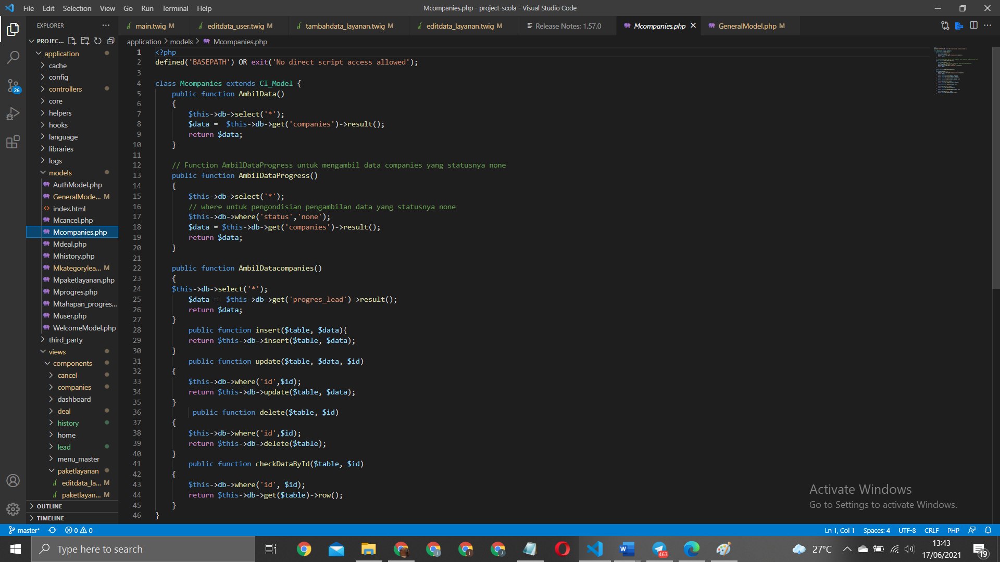 File Edit Selection View Go Run Terminal Help
Mcompanies.php - project-scola - Visual Studio Code
EXPLORER
main.twig M
editdata_user.twig M
tambahdata_layanan.twig M
editdata_layanan.twig M
Release Notes: 1.57.0
Mcompanies.php
GeneralModel.php M
PROJEC...
application > models > Mcompanies.php
application
cache
config
controllers
core
helpers
hooks
language
libraries
logs
models
AuthModel.php
GeneralMode... M
index.html
Mcancel.php
Mcompanies.php
Mdeal.php
Mhistory.php
Mkategorylea... M
Mpaketlayanan.php
Mprogres.php
Mtahapan_progres...
Muser.php
WelcomeModel.php
third_party
views
components
cancel
companies
dashboard
deal
history
home
lead
menu_master
paketlayanan
editdata_la... M
paketlayan... M
OUTLINE
TIMELINE
26
1 <?php
2 defined('BASEPATH') OR exit('No direct script access allowed');
3
4 class Mcompanies extends CI_Model {
5 public function AmbilData()
6 {
7 $this->db->select('*');
8 $data =  $this->db->get('companies')->result();
9 return $data;
10 }
11
12 // Function AmbilDataProgress untuk mengambil data companies yang statusnya none
13 public function AmbilDataProgress()
14 {
15 $this->db->select('*');
16 // where untuk pengondisian pengambilan data yang statusnya none
17 $this->db->where('status','none');
18 $data = $this->db->get('companies')->result();
19 return $data;
20 }
21
22 public function AmbilDatacompanies()
23 {
24 $this->db->select('*');
25 $data =  $this->db->get('progres_lead')->result();
26 return $data;
27 }
28 public function insert($table, $data){
29 return $this->db->insert($table, $data);
30 }
31 public function update($table, $data, $id)
32 {
33 $this->db->where('id',$id);
34 return $this->db->update($table, $data);
35 }
36 public function delete($table, $id)
37 {
38 $this->db->where('id',$id);
39 return $this->db->delete($table);
40 }
41 public function checkDataById($table, $id)
42 {
43 $this->db->where('id', $id);
44 return $this->db->get($table)->row();
45 }
46 }
Activate Windows
Go to Settings to activate Windows.
master* 0 0
Ln 1, Col 1 Spaces: 4 UTF-8 CRLF PHP
Type here to search
463
27°C
13:43
17/06/2021
19